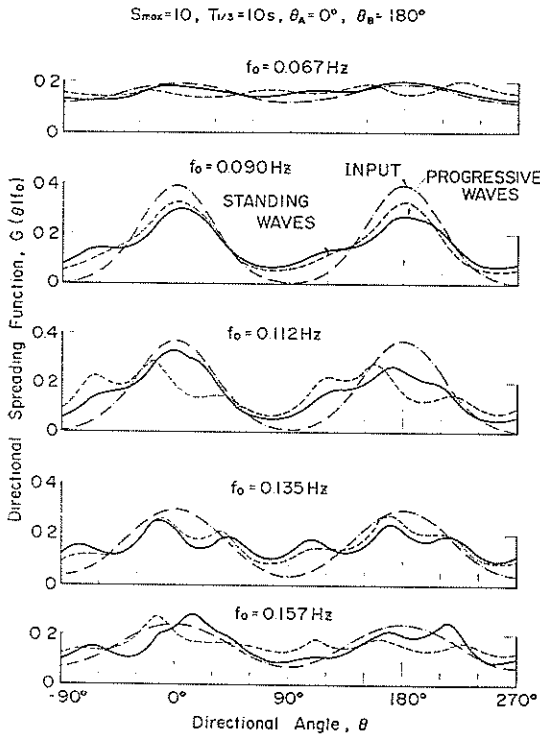 Smax=10, T1/3=10s, θA=0°, θB=180°
f0=0.067Hz
0.2
0
f0=0.090Hz
0.4
0.2
0
INPUT
PROGRESSIVE
WAVES
STANDING
WAVES
f0=0.112Hz
0.4
0.2
0
f0=0.135Hz
0.4
0.2
0
f0=0.157Hz
0.2
0
-90° 0° 90° 180° 270°
Directional Angle, θ
Directional Spreading Function, G(θ|f0)